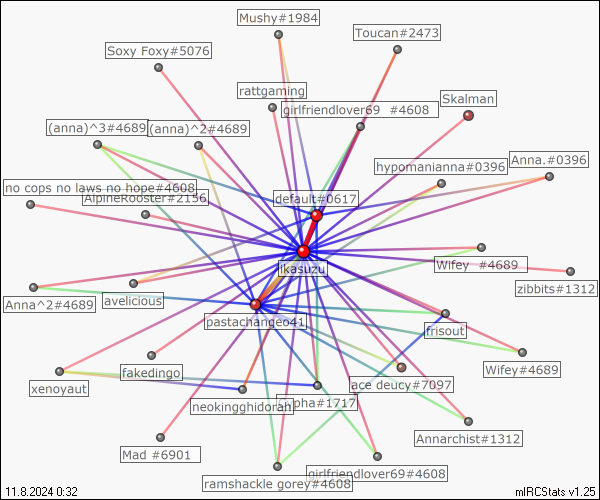 Mushy#1984
Toucan#2473
Soxy Foxy#5076
rattgaming
Skalman
girlfriendlover69 #4608
(anna)^3#4689
(anna)^2#4689
hypomanianna#0396
Anna.#0396
no cops no laws no hope#4608
AlpineRooster#2156
default#0617
ikasuzu
Wifey #4689
zibbits#1312
Anna^2#4689
avelicious
pastachangeo41
frisout
fakedingo
Wifey#4689
xenoyaut
ace deucy#7097
neokingghidorah
pha#1717
Annarchist#1312
Mad #6901
girlfriendlover69#4608
ramshackle gorey#4608
11.8.2024 0:32
mIRCStats v1.25